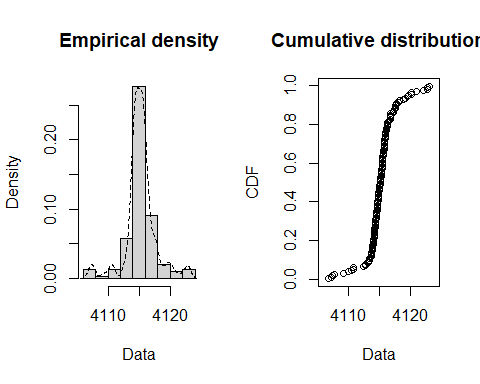 Empirical density
Density
0.00
0.10
0.20
4110
4120
Data
Cumulative distribution
CDF
0.0
0.2
0.4
0.6
0.8
1.0
4110
4120
Data